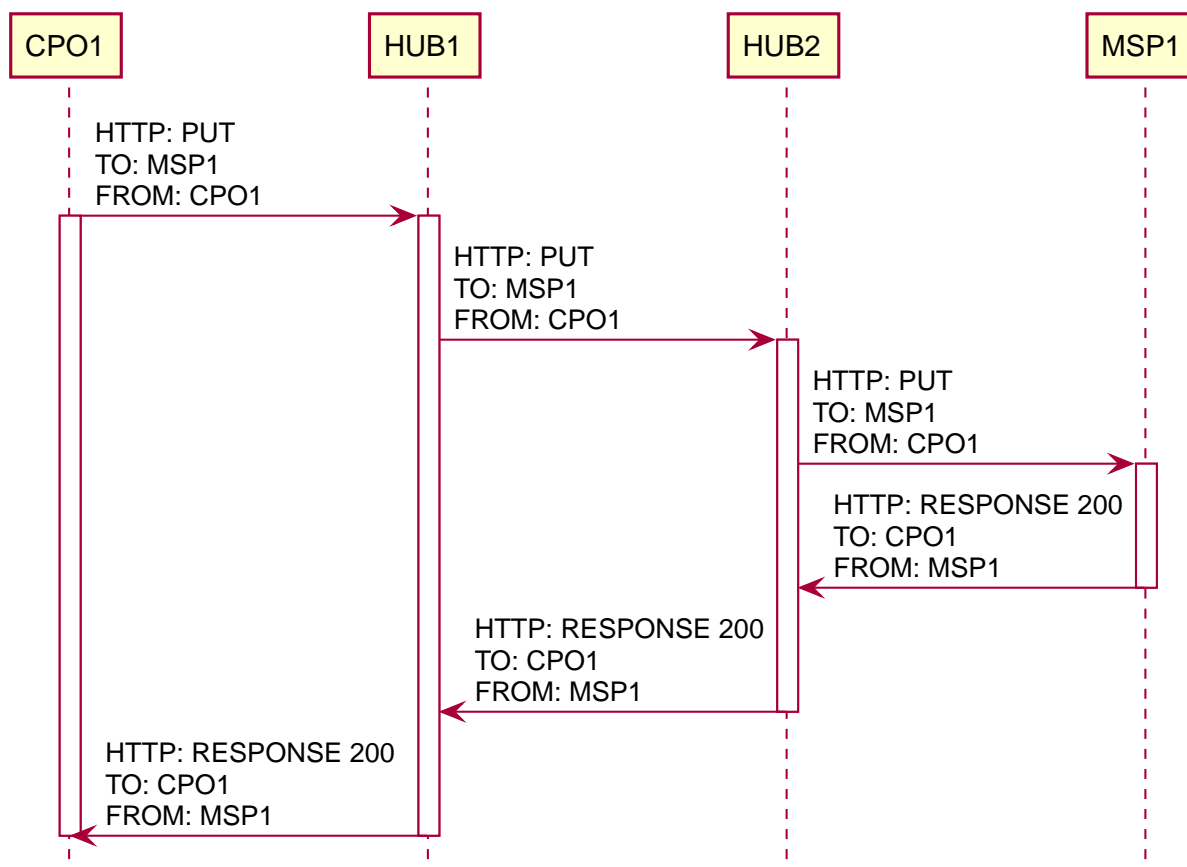 CPO1
HUB1
HUB2
MSP1
HTTP: PUT
TO: MSP1
FROM: CPO1
HTTP: PUT
TO: MSP1
FROM: CPO1
HTTP: PUT
TO: MSP1
FROM: CPO1
HTTP: RESPONSE 200
TO: CPO1
FROM: MSP1
HTTP: RESPONSE 200
TO: CPO1
FROM: MSP1
HTTP: RESPONSE 200
TO: CPO1
FROM: MSP1